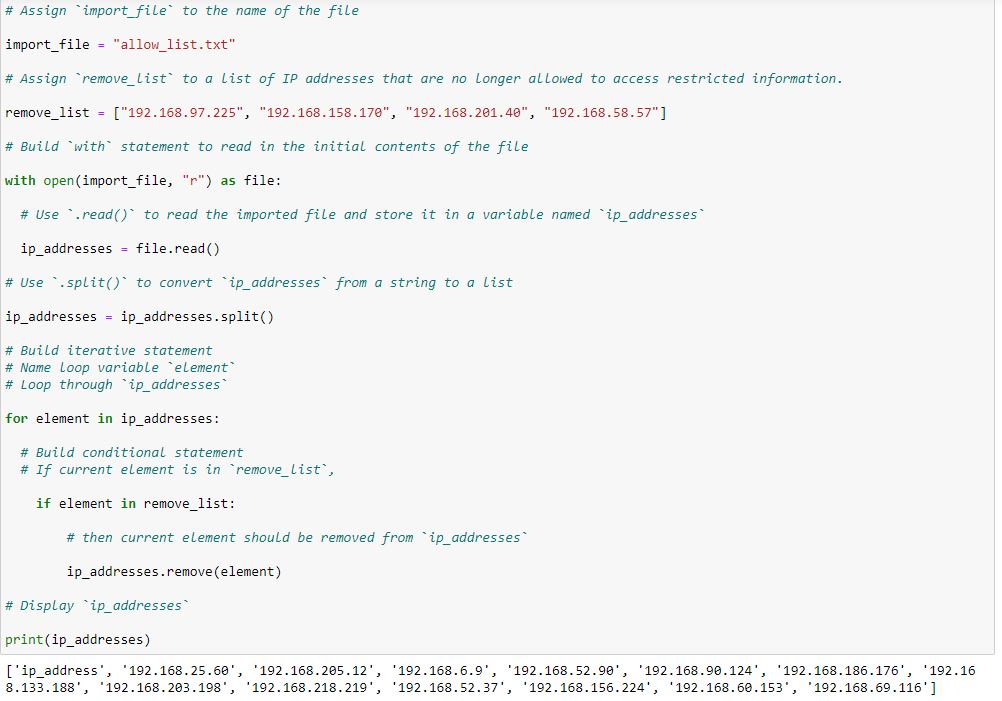 # Assign `import_file` to the name of the file
import_file = "allow_list.txt"
# Assign `remove_list` to a list of IP addresses that are no longer allowed to access restricted information.
remove_list = ["192.168.97.225", "192.168.158.170", "192.168.201.40", "192.168.58.57"]
# Build `with` statement to read in the initial contents of the file
with open(import_file, "r") as file:
# Use `.read()` to read the imported file and store it in a variable named `ip_addresses`
ip_addresses = file.read()
# Use `.split()` to convert `ip_addresses` from a string to a list
ip_addresses = ip_addresses.split()
# Build iterative statement
# Name loop variable `element`
# Loop through `ip_addresses`
for element in ip_addresses:
# Build conditional statement
# If current element is in `remove_list`,
if element in remove_list:
# then current element should be removed from `ip_addresses`
ip_addresses.remove(element)
# Display `ip_addresses`
print(ip_addresses)
['ip_address', '192.168.25.60', '192.168.205.12', '192.168.6.9', '192.168.52.90', '192.168.90.124', '192.168.186.176', '192.16
8.133.188', '192.168.203.198', '192.168.218.219', '192.168.52.37', '192.168.156.224', '192.168.60.153', '192.168.69.116']